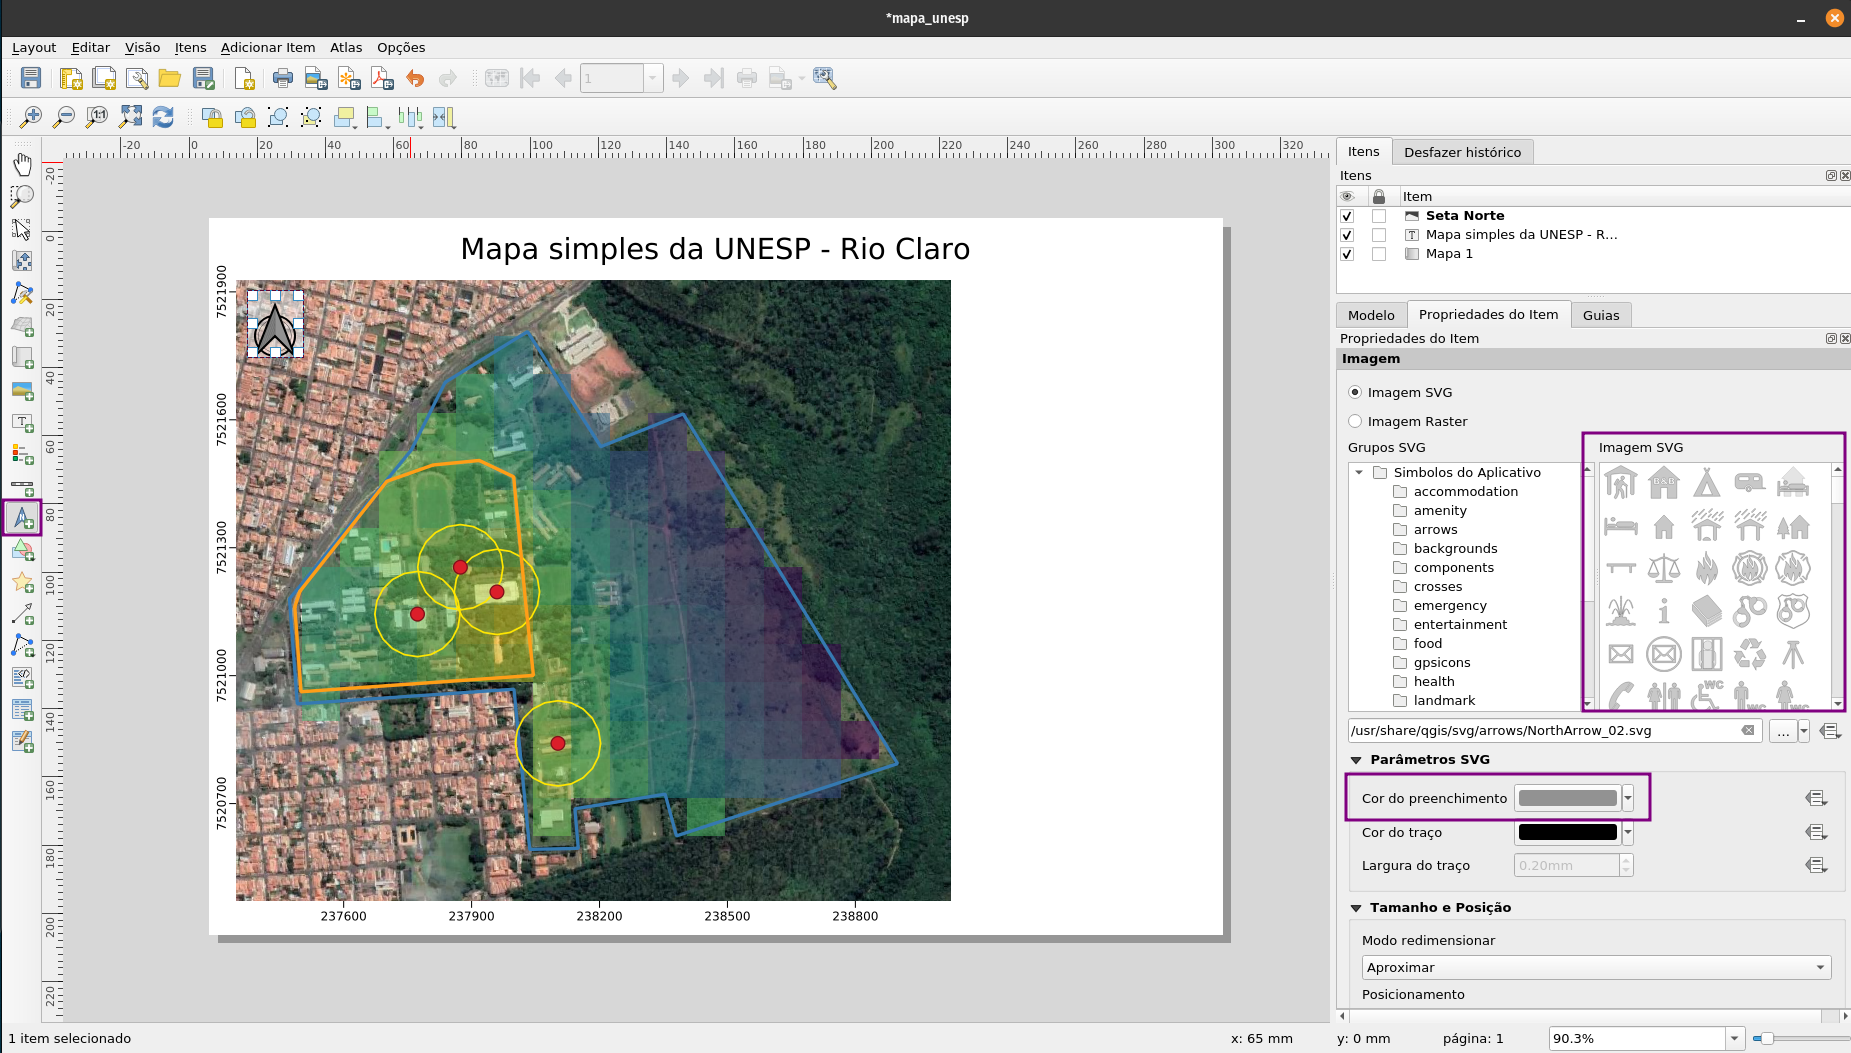 *mapa_unesp
Layout Editar Visão Itens Adicionar Item Atlas Opções
1
1:1
-20 0 20 40 60 80 100 120 140 160 180 200 220 240 260 280 300 320
-20
0
20
40
60
80
100
120
140
160
180
200
220
Mapa simples da UNESP - Rio Claro
7521900
7521600
7521300
7521000
7520700
237600 237900 238200 238500 238800
Itens Desfazer histórico
Itens
Item
Seta Norte
T Mapa simples da UNESP - R...
Mapa 1
Modelo Propriedades do Item Guias
Propriedades do Item
Imagem
Imagem SVG
Imagem Raster
Grupos SVG
Imagem SVG
Simbolos do Aplicativo
accommodation
amenity
arrows
backgrounds
components
crosses
emergency
entertainment
food
gpsicons
health
landmark
B&B
i
WC
WC
WC
/usr/share/qgis/svg/arrows/NorthArrow_02.svg
...
Parâmetros SVG
Cor do preenchimento
Cor do traço
Largura do traço 0.20mm
Tamanho e Posição
Modo redimensionar
Aproximar
Posicionamento
1 item selecionado x: 65 mm y: 0 mm página: 1 90.3%